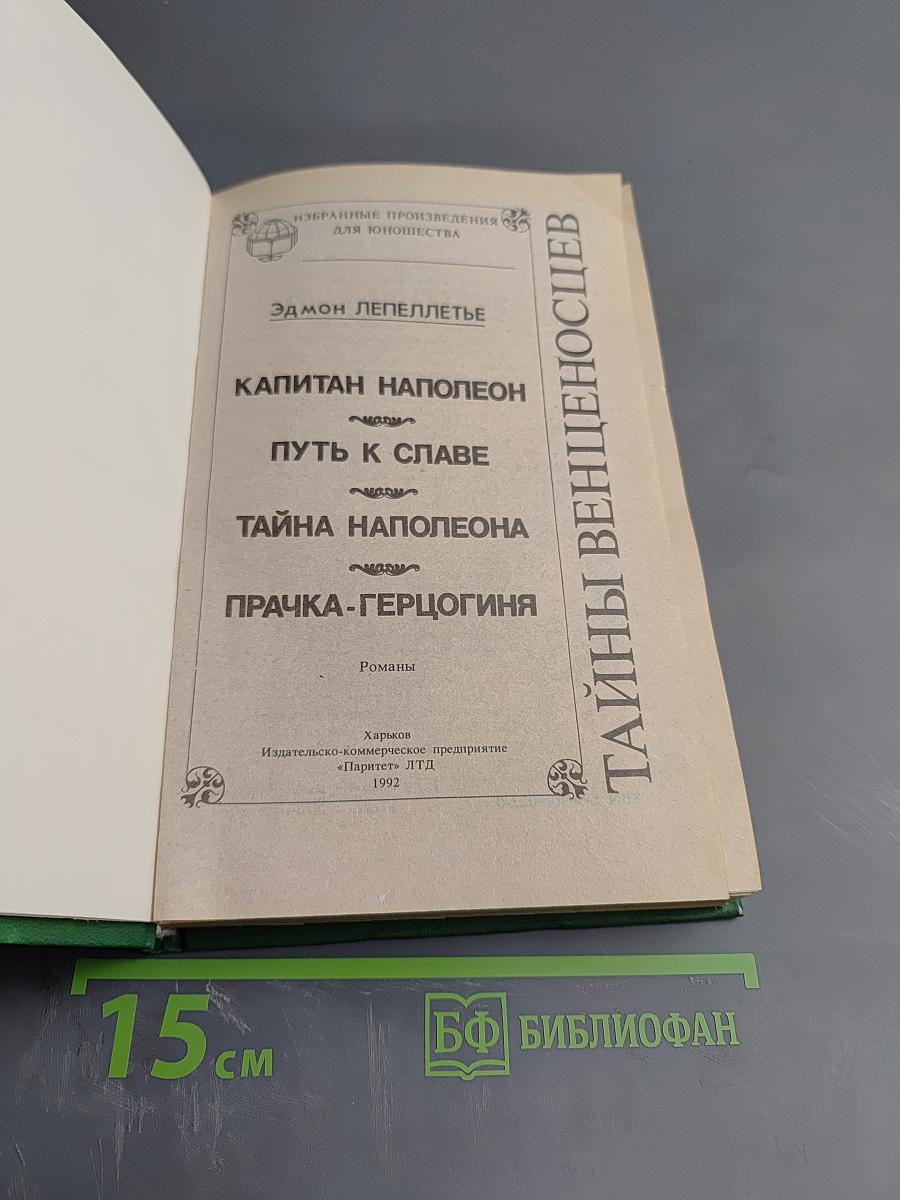 ИЗБРАННЫЕ ПРОИЗВЕДЕНИЯ
ДЛЯ ЮНОШЕСТВА
Эдмон ЛЕПЕЛЛЕТЬЕ
КАПИТАН НАПОЛЕОН
ПУТЬ К СЛАВЕ
ТАЙНА НАПОЛЕОНА
ПРАЧКА-ГЕРЦОГИНЯ
Романы
Харьков
Издательско-коммерческое предприятие
«Паритет» ЛТД
1992
ТАЙНЫ ВЕНЦЕНОСЦЕВ
15 см
БФ БИБЛИОФАН